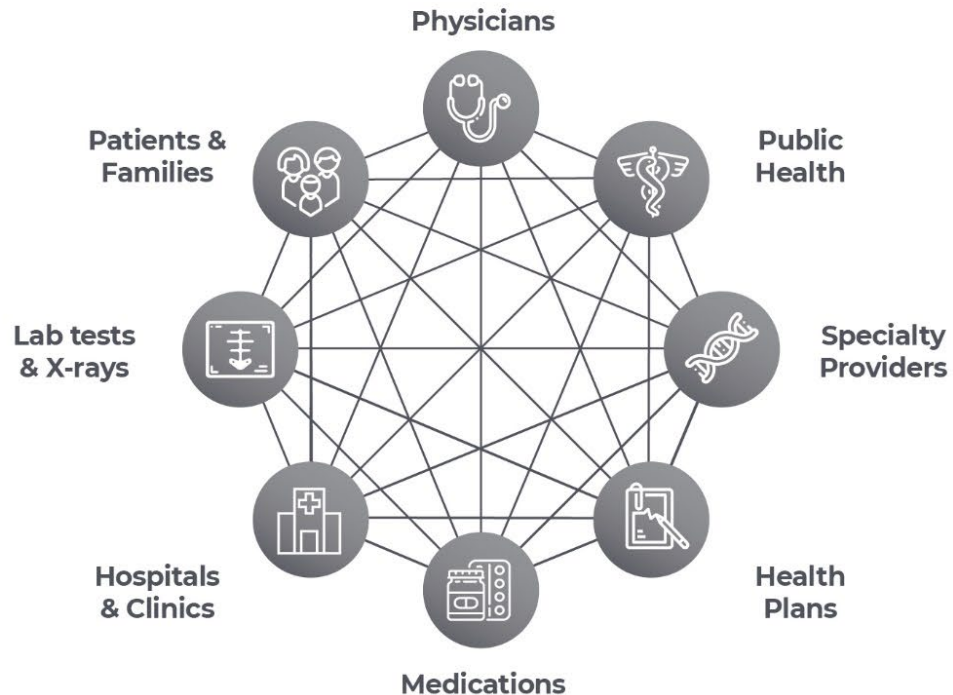 Physicians
Patients &
Families
Public
Health
Lab tests
& X-rays
Specialty
Providers
Hospitals
& Clinics
Health
Plans
Medications